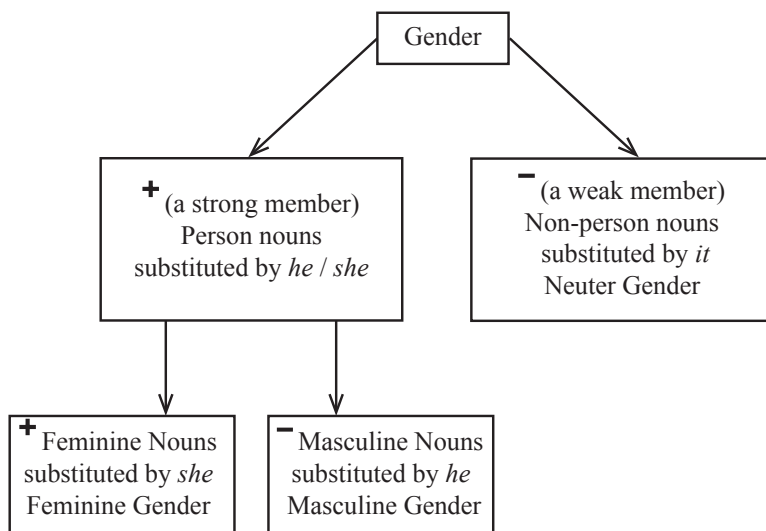 Gender
+ (a strong member)
Person nouns
substituted by he / she
− (a weak member)
Non-person nouns
substituted by it
Neuter Gender
+ Feminine Nouns
substituted by she
Feminine Gender
− Masculine Nouns
substituted by he
Masculine Gender